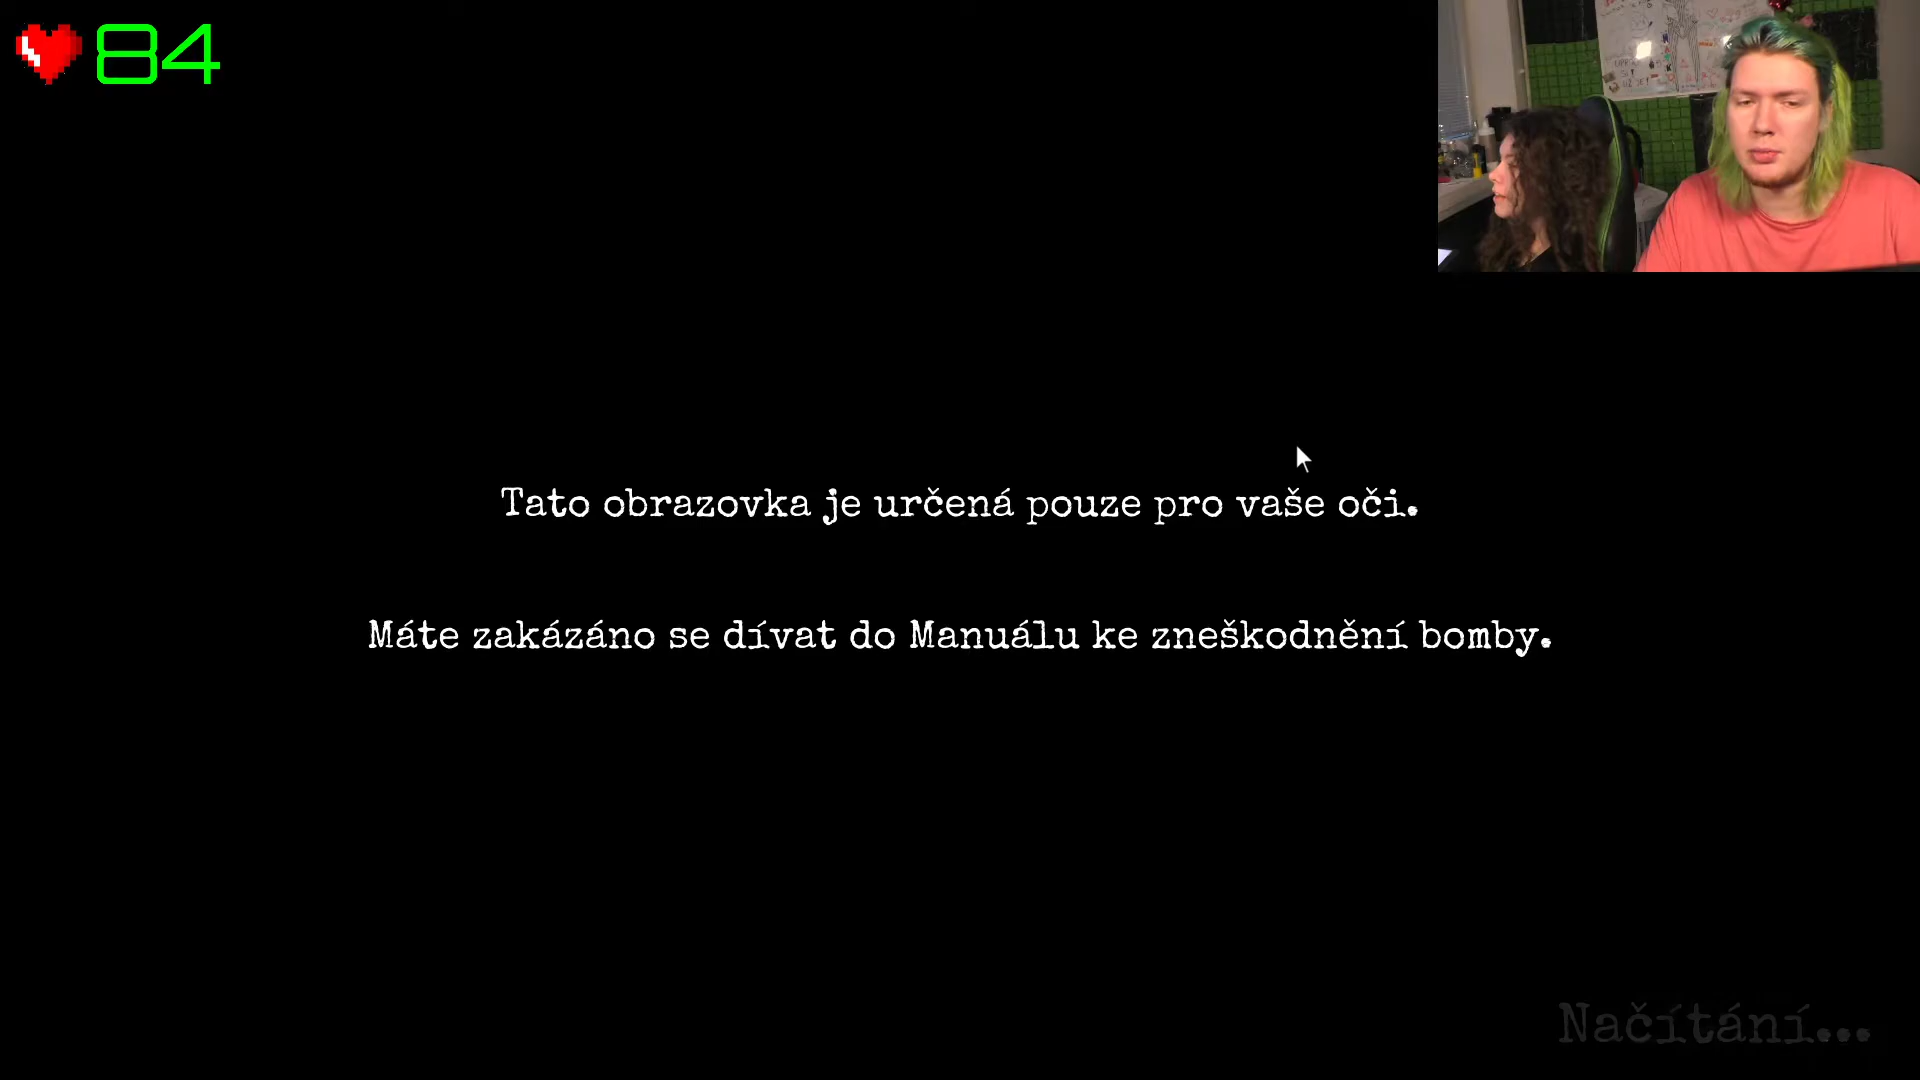 84
Tato obrazovka je určená pouze pro vaše oči.
Máte zakázáno se dívat do Manuálu ke zneškodnění bomby.
Načítání...